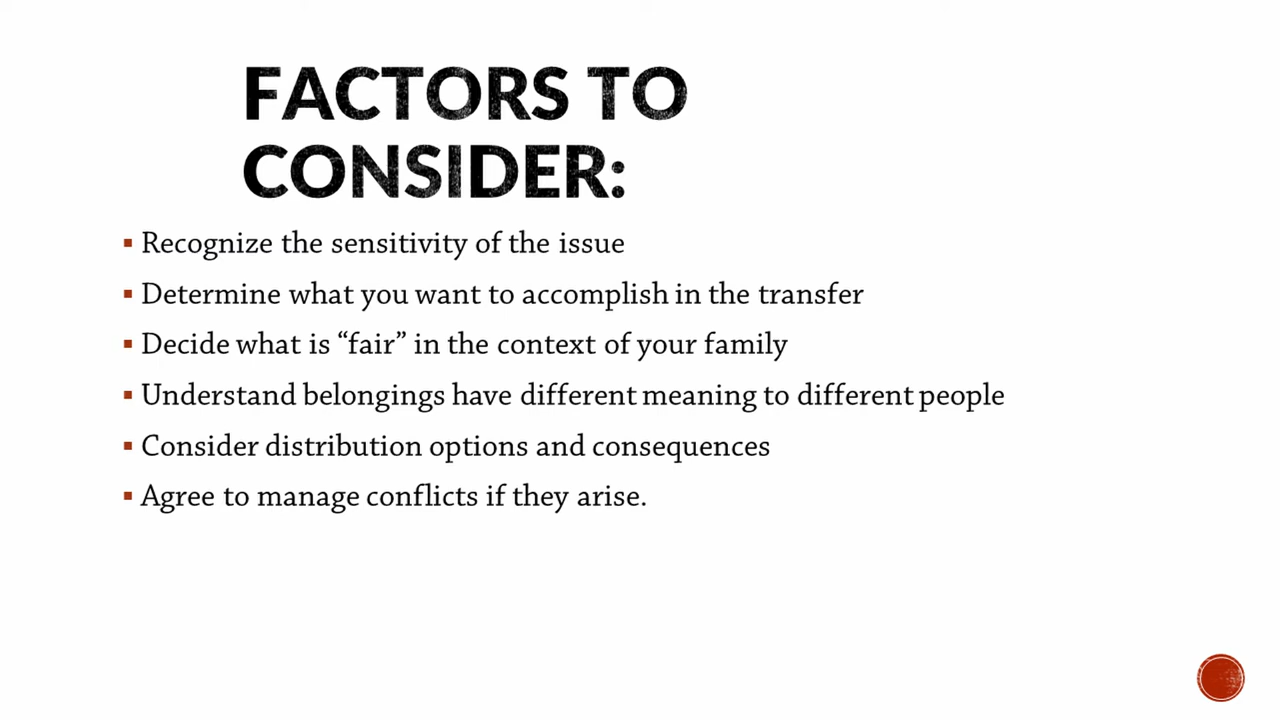 FACTORS TO
CONSIDER:
▪ Recognize the sensitivity of the issue
▪ Determine what you want to accomplish in the transfer
▪ Decide what is “fair” in the context of your family
▪ Understand belongings have different meaning to different people
▪ Consider distribution options and consequences
▪ Agree to manage conflicts if they arise.